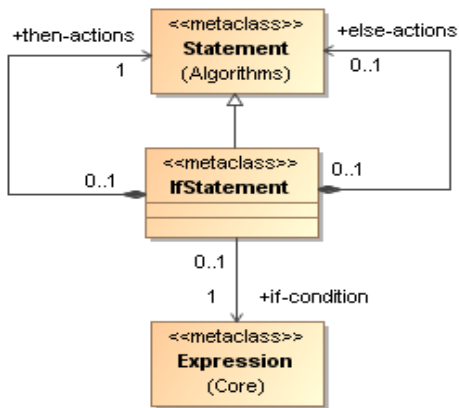 <<metaclass>>
Statement
(Algorithms)
+then-actions
1
+else-actions
0..1
<<metaclass>>
IfStatement
0..1
0..1
0..1
1
+if-condition
<<metaclass>>
Expression
(Core)